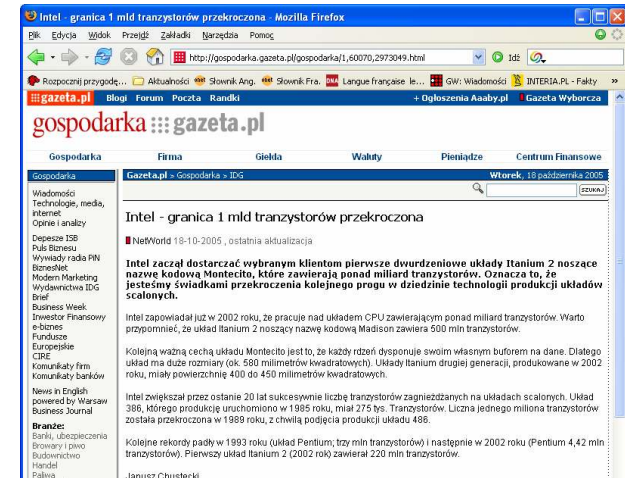 Intel - granica 1 mld tranzystorów przekroczona - Mozilla Firefox
Plik Edycja Widok Przejdź Zakładki Narzędzia Pomoc
http://gospodarka.gazeta.pl/gospodarka/1,60070,2973049.html Idź
Rozpocznij przygodę... Aktualności Słownik Ang. Słownik Fra. Langue française le... GW: Wiadomości INTERIA.PL - Fakty »
gazeta.pl Blogi Forum Poczta Randki + Ogłoszenia Aaaby.pl Gazeta Wyborcza
gospodarka gazeta.pl
Gospodarka Firma Giełda Waluty Pieniądze Centrum Finansowe
Gospodarka
Gazeta.pl > Gospodarka > IDG Wtorek, 18 października 2005
SZUKAJ
Wiadomości
Technologie, media,
internet
Opinie i analizy
Depesze ISB
Puls Biznesu
Wywiady radia PiN
BiznesNet
Modern Marketing
Wydawnictwa IDG
Brief
Business Week
Inwestor Finansowy
e-biznes
Fundusze
Europejskie
CIRE
Komunikaty firm
Komunikaty banków
News in English
powered by Warsaw
Business Journal
Branże:
Banki, ubezpieczenia
Browary i piwo
Budownictwo
Handel
Paliwa
Intel - granica 1 mld tranzystorów przekroczona
NetWorld 18-10-2005 , ostatnia aktualizacja
Intel zaczął dostarczać wybranym klientom pierwsze dwurdzeniowe układy Itanium 2 noszące
nazwę kodową Montecito, które zawierają ponad miliard tranzystorów. Oznacza to, że
jesteśmy świadkami przekroczenia kolejnego progu w dziedzinie technologii produkcji układów
scalonych.
Intel zapowiadał już w 2002 roku, że pracuje nad układem CPU zawierającym ponad miliard tranzystorów. Warto
przypomnieć, że układ Itanium 2 noszący nazwę kodową Madison zawiera 500 mln tranzystorów.
Kolejną ważną cechą układu Montecito jest to, że każdy rdzeń dysponuje swoim własnym buforem na dane. Dlatego
układ ma duże rozmiary (ok. 580 milimetrów kwadratowych). Układy Itanium drugiej generacji, produkowane w 2002
roku, miały powierzchnię 400 do 450 milimetrów kwadratowych.
Intel zwiększał przez ostanie 20 lat sukcesywnie liczbę tranzystorów zagnieżdżanych na układach scalonych. Układ
386, którego produkcję uruchomiono w 1985 roku, miał 275 tys. Tranzystorów. Liczna jednego miliona tranzystorów
została przekroczona w 1989 roku, z chwilą podjęcia produkcji układu 486.
Kolejne rekordy padły w 1993 roku (układ Pentium; trzy mln tranzystorów) i następnie w 2002 roku (Pentium 4,42 mln
tranzystorów). Pierwszy układ Itanium 2 (2002 rok) zawierał 220 mln tranzystorów.
Janusz Chustecki